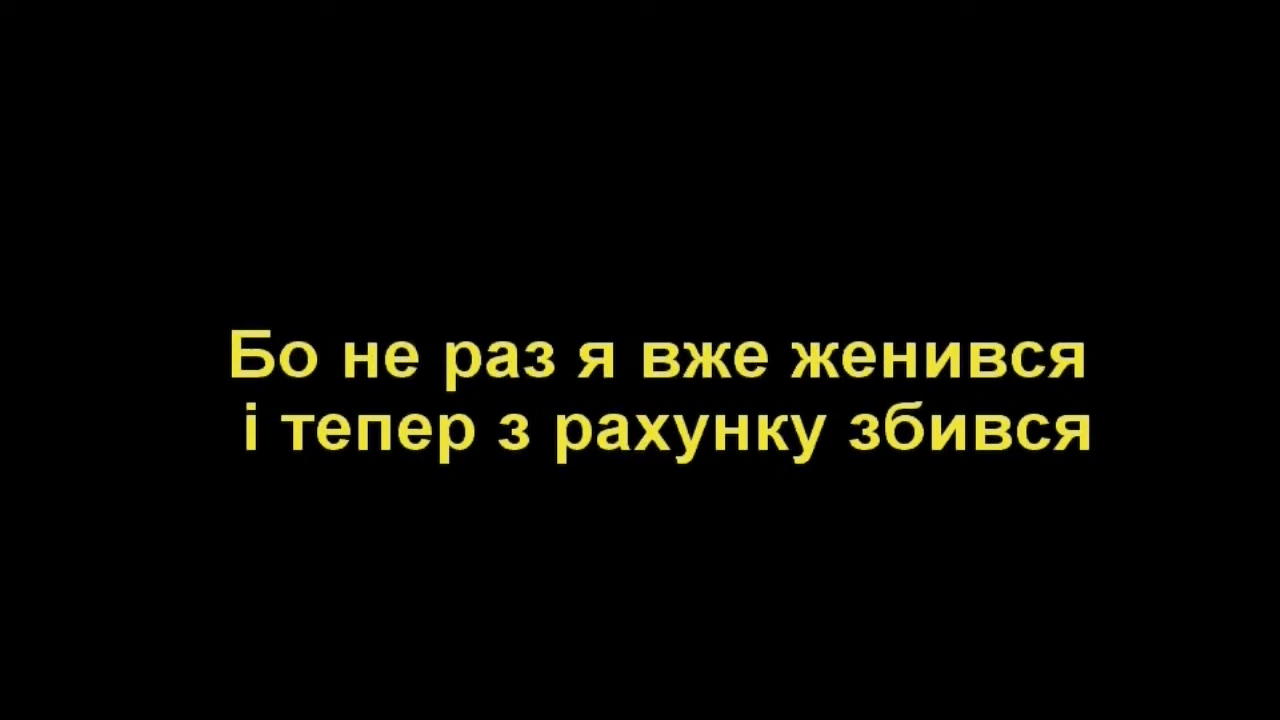 Бо не раз я вже женився
і тепер з рахунку збився